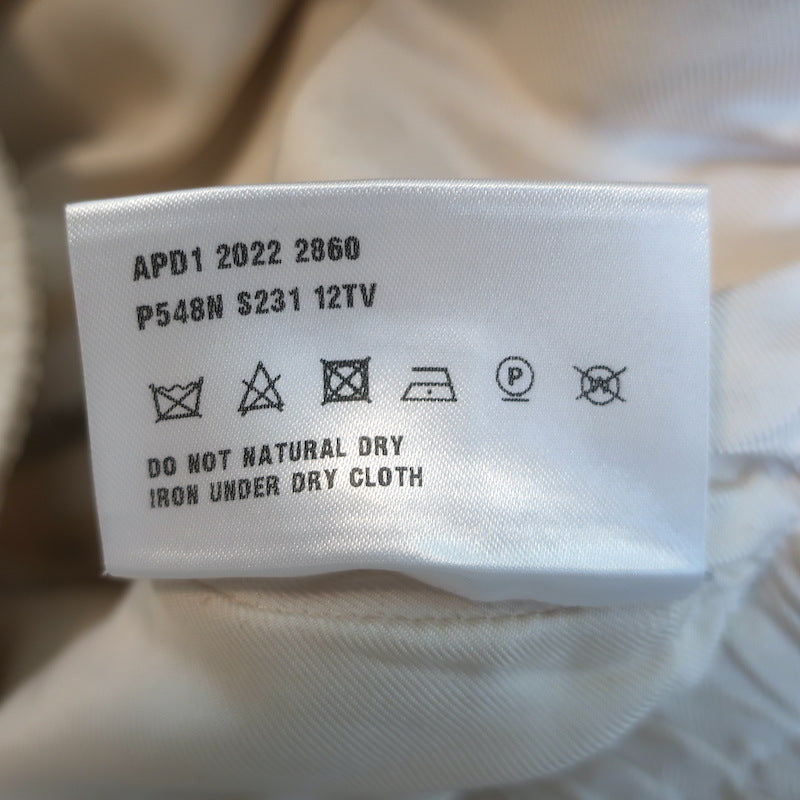 APD1 2022 2860
P548N S231 12TV
P W
DO NOT NATURAL DRY
IRON UNDER DRY CLOTH